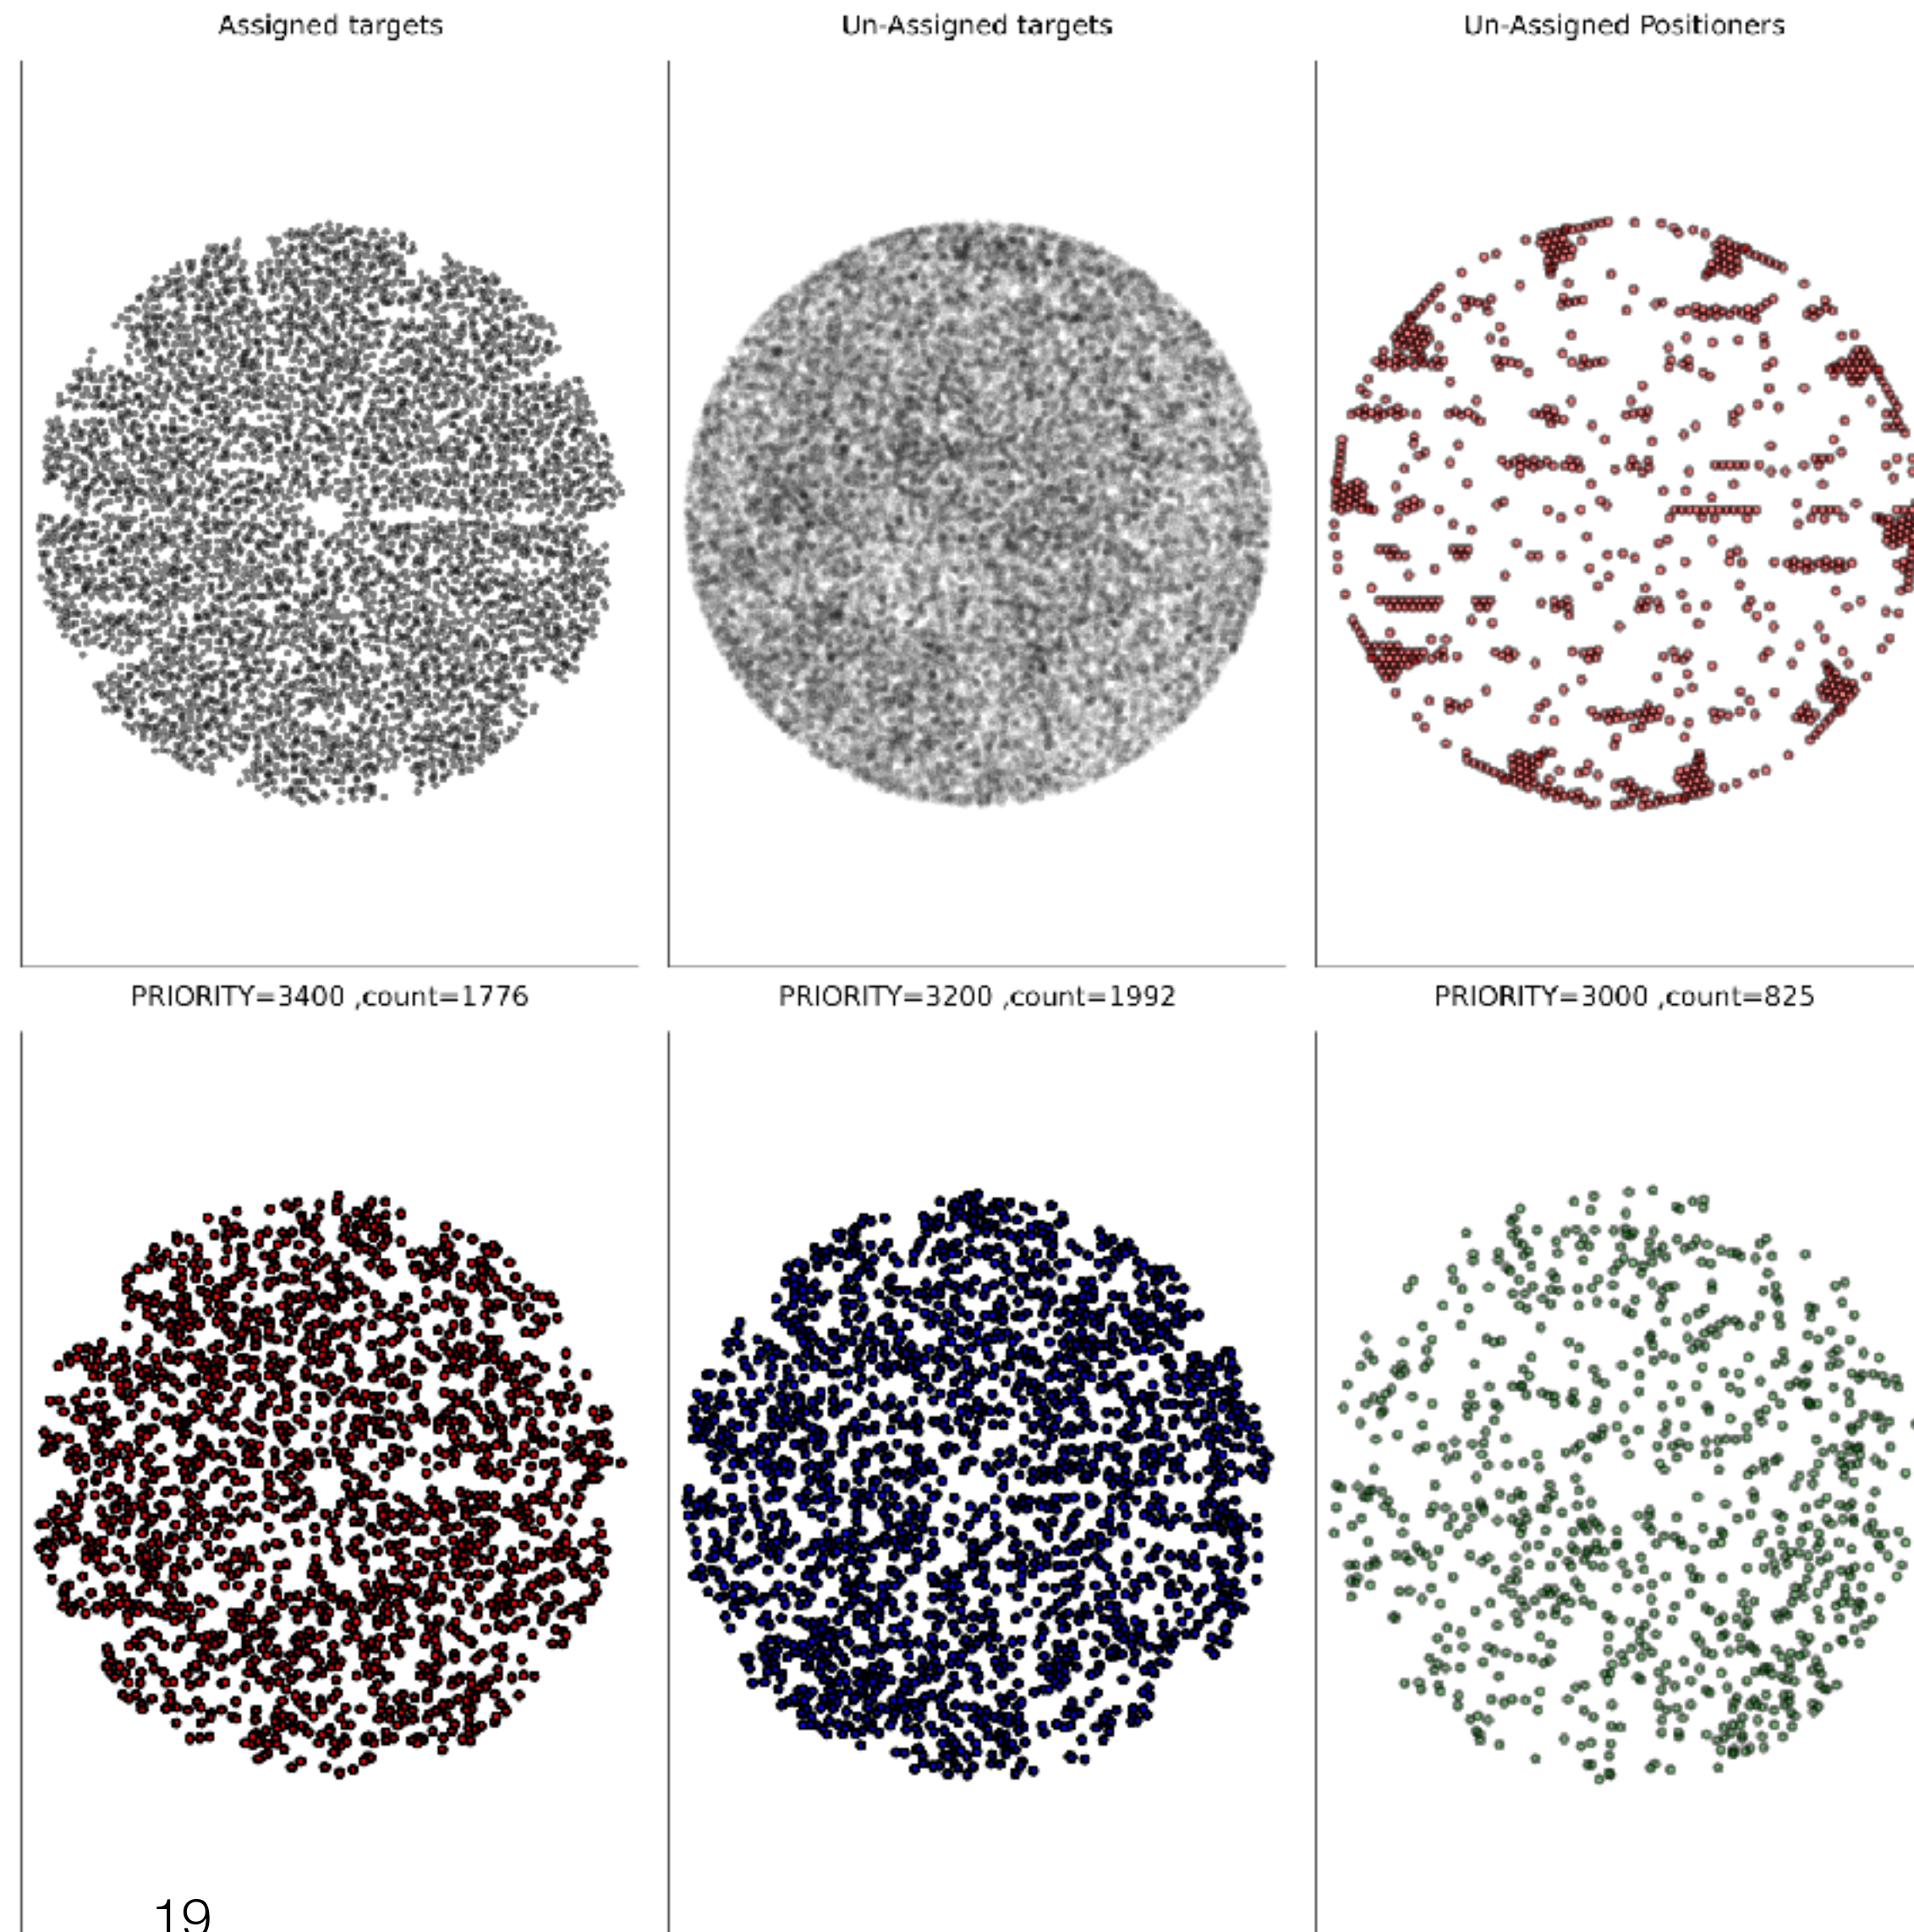 Assigned targets
Un-Assigned targets
Un-Assigned Positioners
PRIORITY=3400 ,count=1776
PRIORITY=3200 ,count=1992
PRIORITY=3000 ,count=825
19